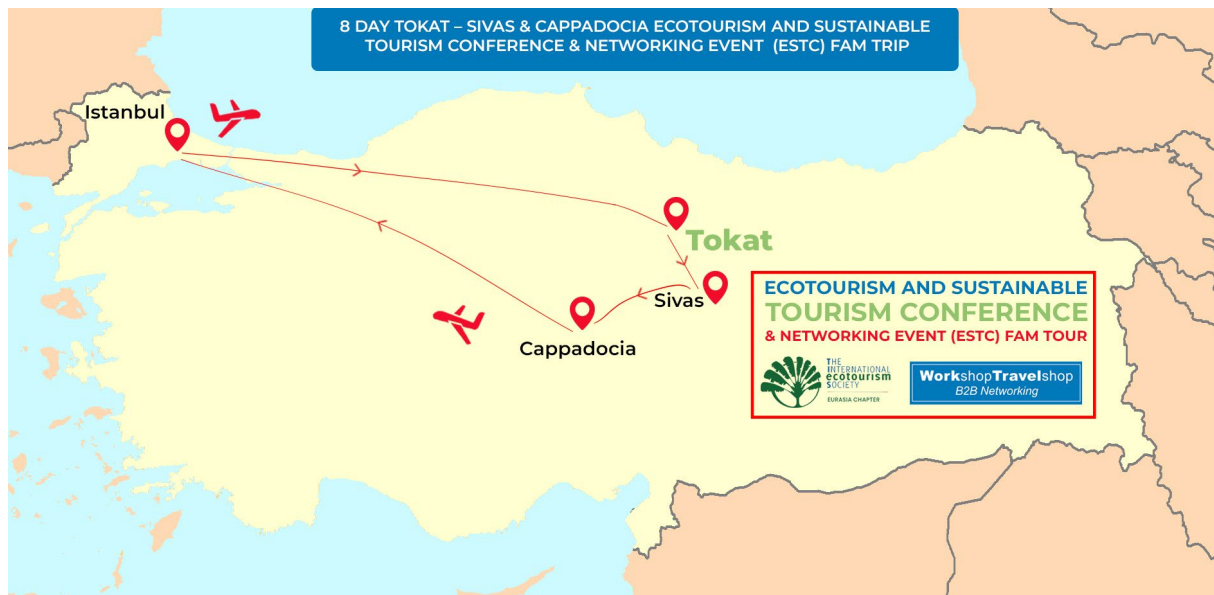 8 DAY TOKAT – SIVAS & CAPPADOCIA ECOTOURISM AND SUSTAINABLE
TOURISM CONFERENCE & NETWORKING EVENT (ESTC) FAM TRIP
Istanbul
Tokat
Sivas
Cappadocia
ECOTOURISM AND SUSTAINABLE
TOURISM CONFERENCE
& NETWORKING EVENT (ESTC) FAM TOUR
THE
INTERNATIONAL
ecotourism
SOCIETY
EURASIA CHAPTER
WorkshopTravelshop
B2B Networking